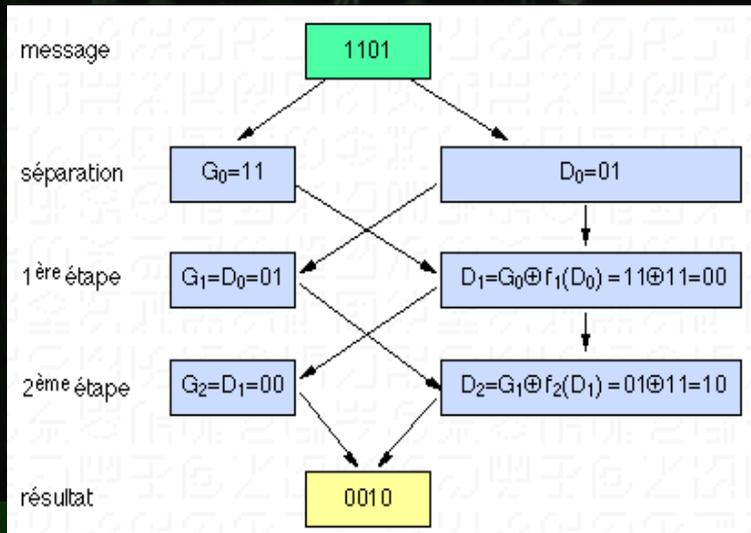 message 1101
séparation G₀=11 D₀=01
1ère étape G₁=D₀=01 D₁=G₀⊕f₁(D₀)=11⊕11=00
2ème étape G₂=D₁=00 D₂=G₁⊕f₂(D₁)=01⊕11=10
résultat 0010